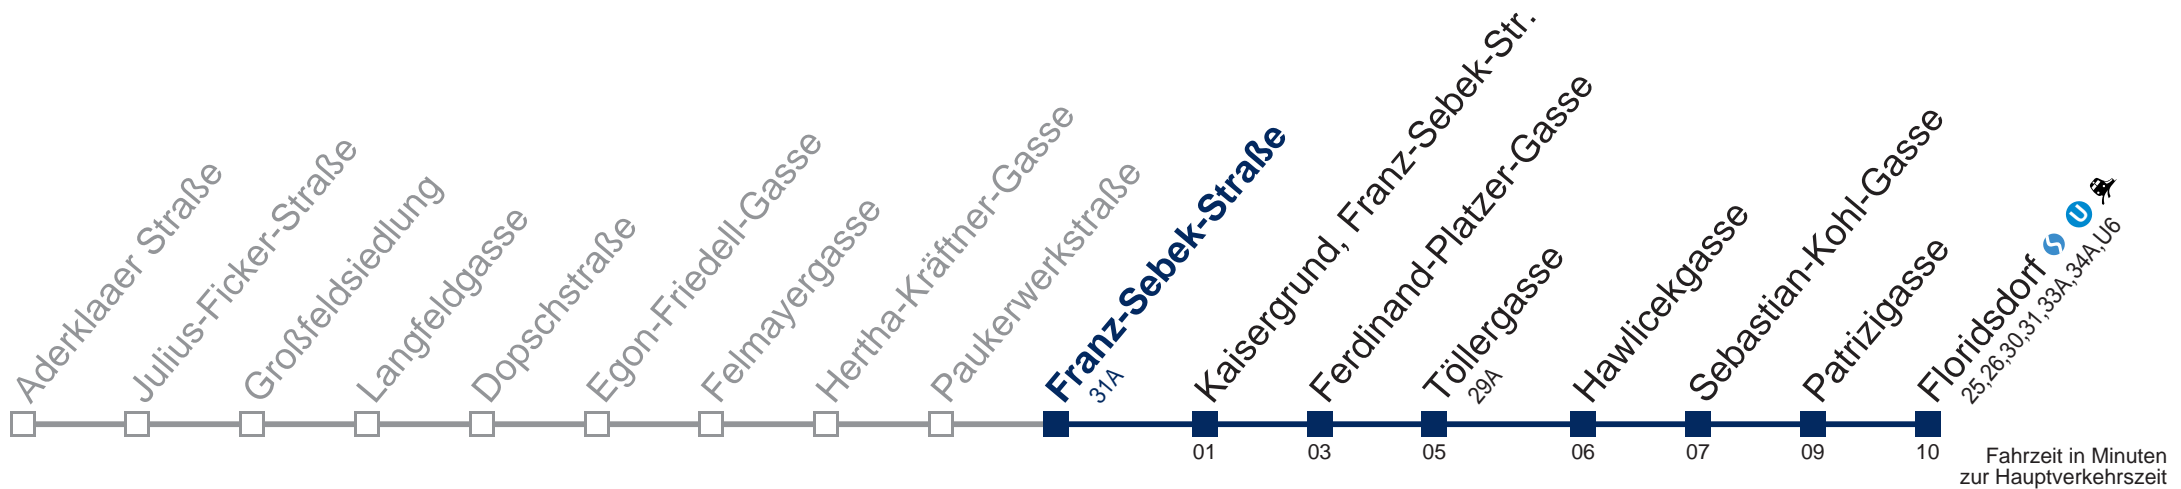 Aderklaaer Straße
Julius-Ficker-Straße
Großfeldsiedlung
Langfeldgasse
Dopschstraße
Egon-Friedell-Gasse
Felmayergasse
Hertha-Kräftner-Gasse
Paukerwerkstraße
Franz-Sebek-Straße
31A
Kaisergrund, Franz-Sebek-Str.
Ferdinand-Platzer-Gasse
Töllergasse
29A
Hawlicekgasse
Sebastian-Kohl-Gasse
Patrizigasse
Floridsdorf S U
25,26,30,31,33A,34A,U6
01 03 05 06 07 09 10
Fahrzeit in Minuten
zur Hauptverkehrszeit